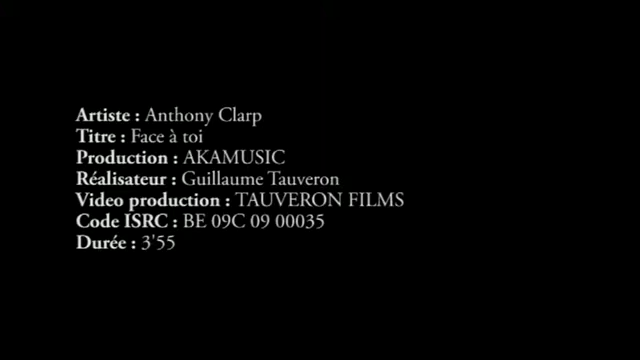 Artiste : Anthony Clarp
Titre : Face à toi
Production : AKAMUSIC
Réalisateur : Guillaume Tauveron
Video production : TAUVERON FILMS
Code ISRC : BE 09C 09 00035
Durée : 3'55